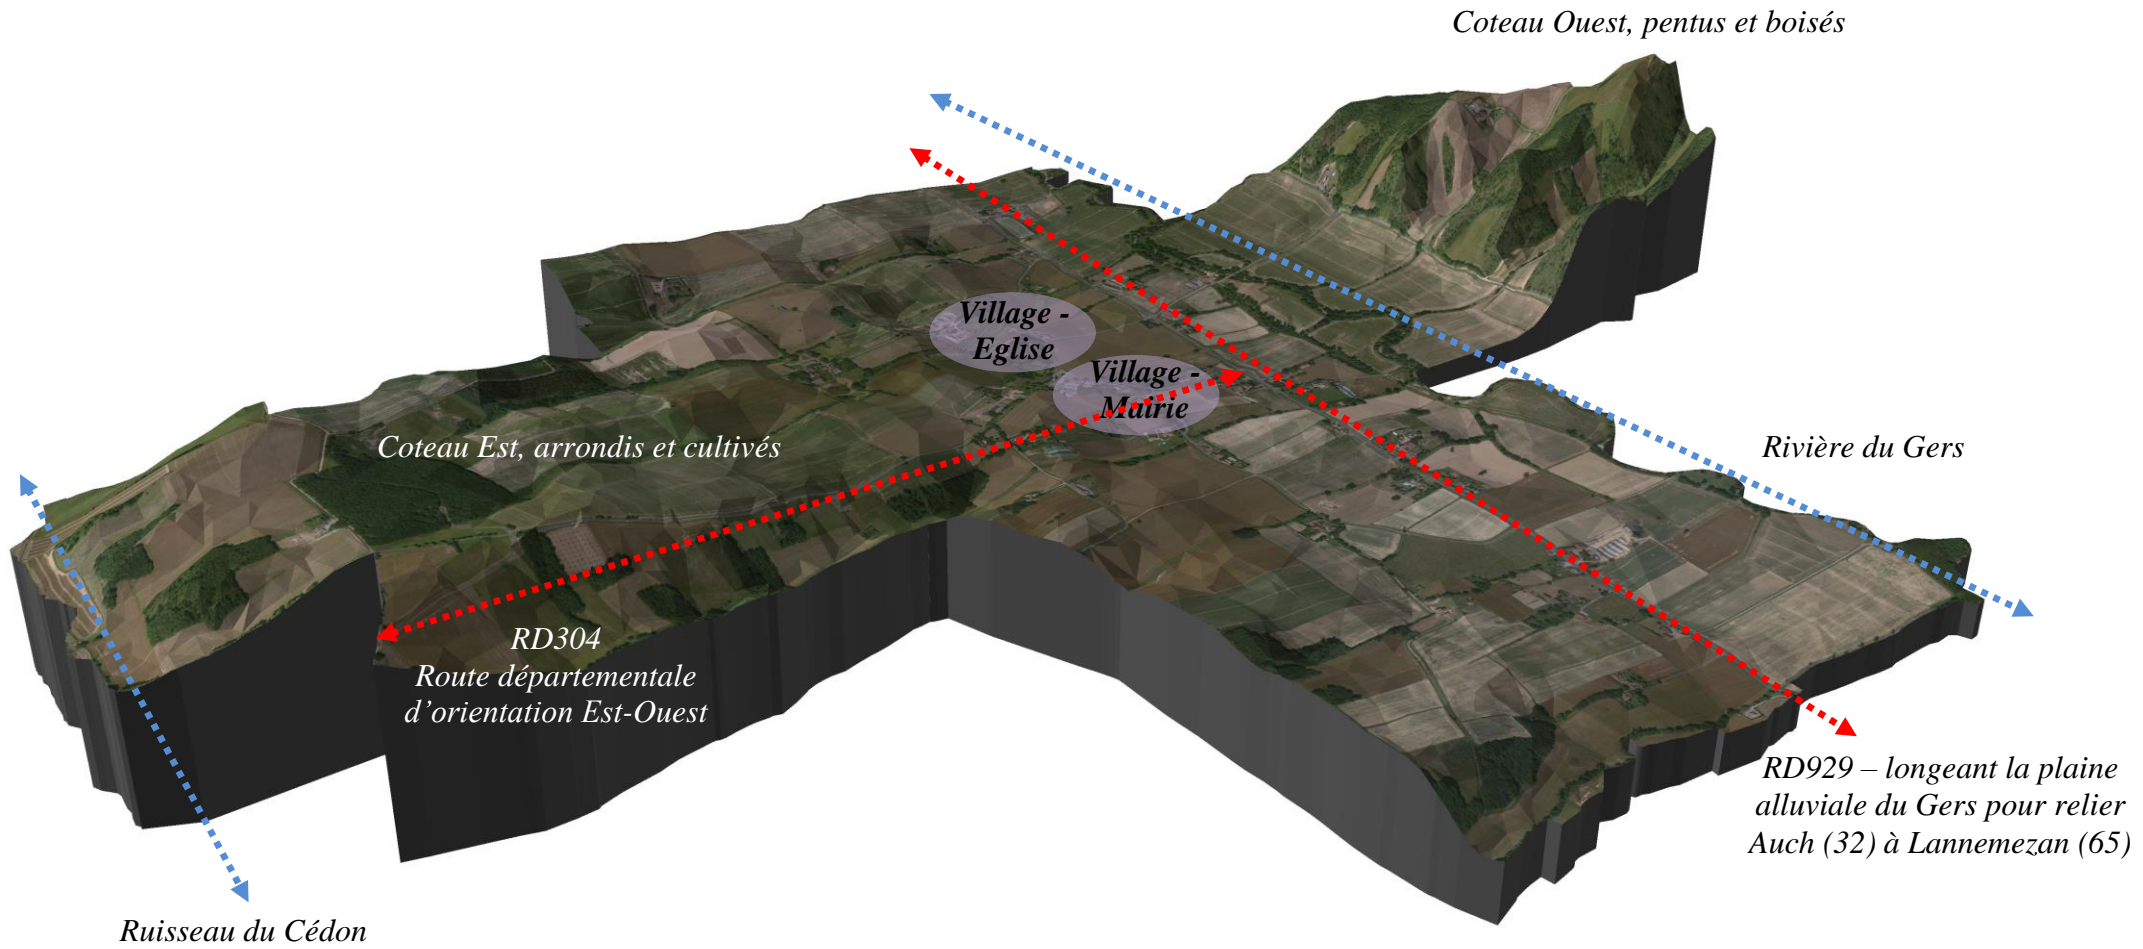 Coteau Ouest, pentus et boisés
Village -
Eglise
Village -
Mairie
Coteau Est, arrondis et cultivés
Rivière du Gers
RD304
Route départementale
d’orientation Est-Ouest
RD929 – longeant la plaine
alluviale du Gers pour relier
Auch (32) à Lannemezan (65)
Ruisseau du Cédon